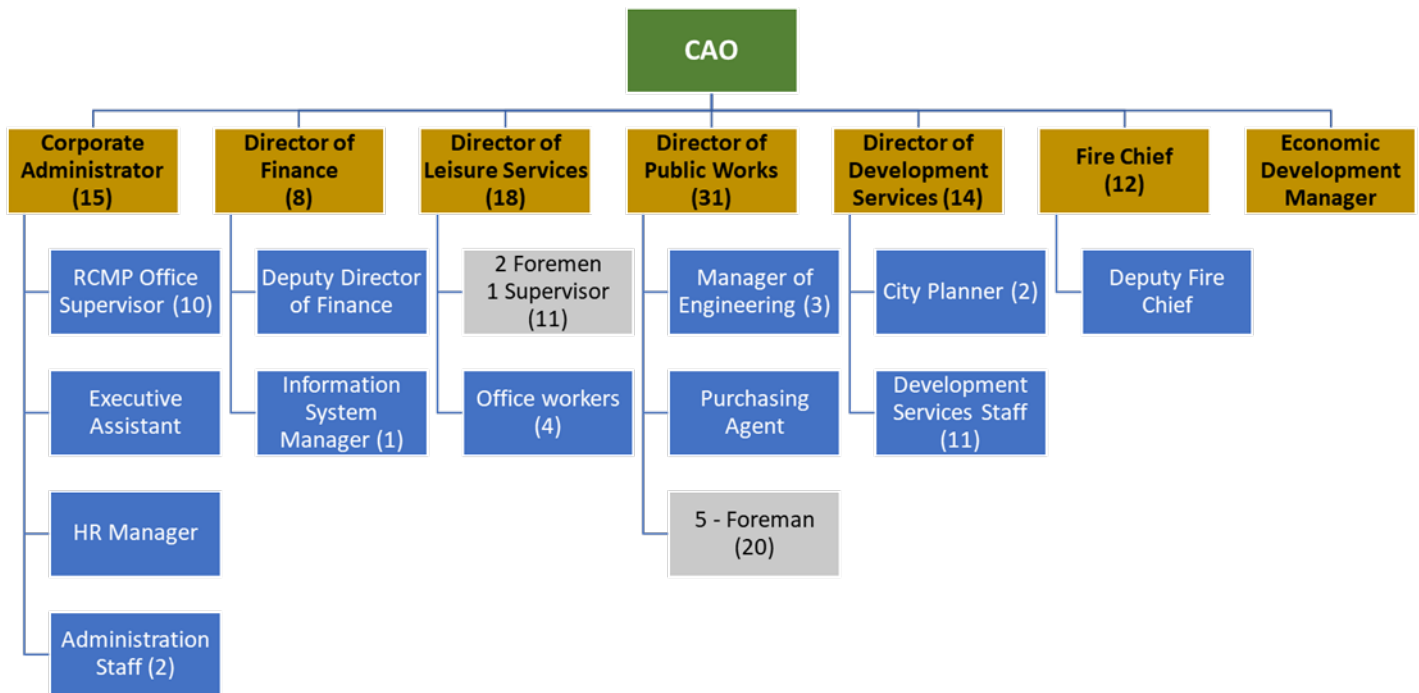 CAO
Corporate
Administrator
(15)
Director of
Finance
(8)
Director of
Leisure Services
(18)
Director of
Public Works
(31)
Director of
Development
Services (14)
Fire Chief
(12)
Economic
Development
Manager
RCMP Office
Supervisor (10)
Deputy Director
of Finance
2 Foremen
1 Supervisor
(11)
Manager of
Engineering (3)
City Planner (2)
Deputy Fire
Chief
Executive
Assistant
Information
System
Manager (1)
Office workers
(4)
Purchasing
Agent
Development
Services Staff
(11)
HR Manager
5 - Foreman
(20)
Administration
Staff (2)